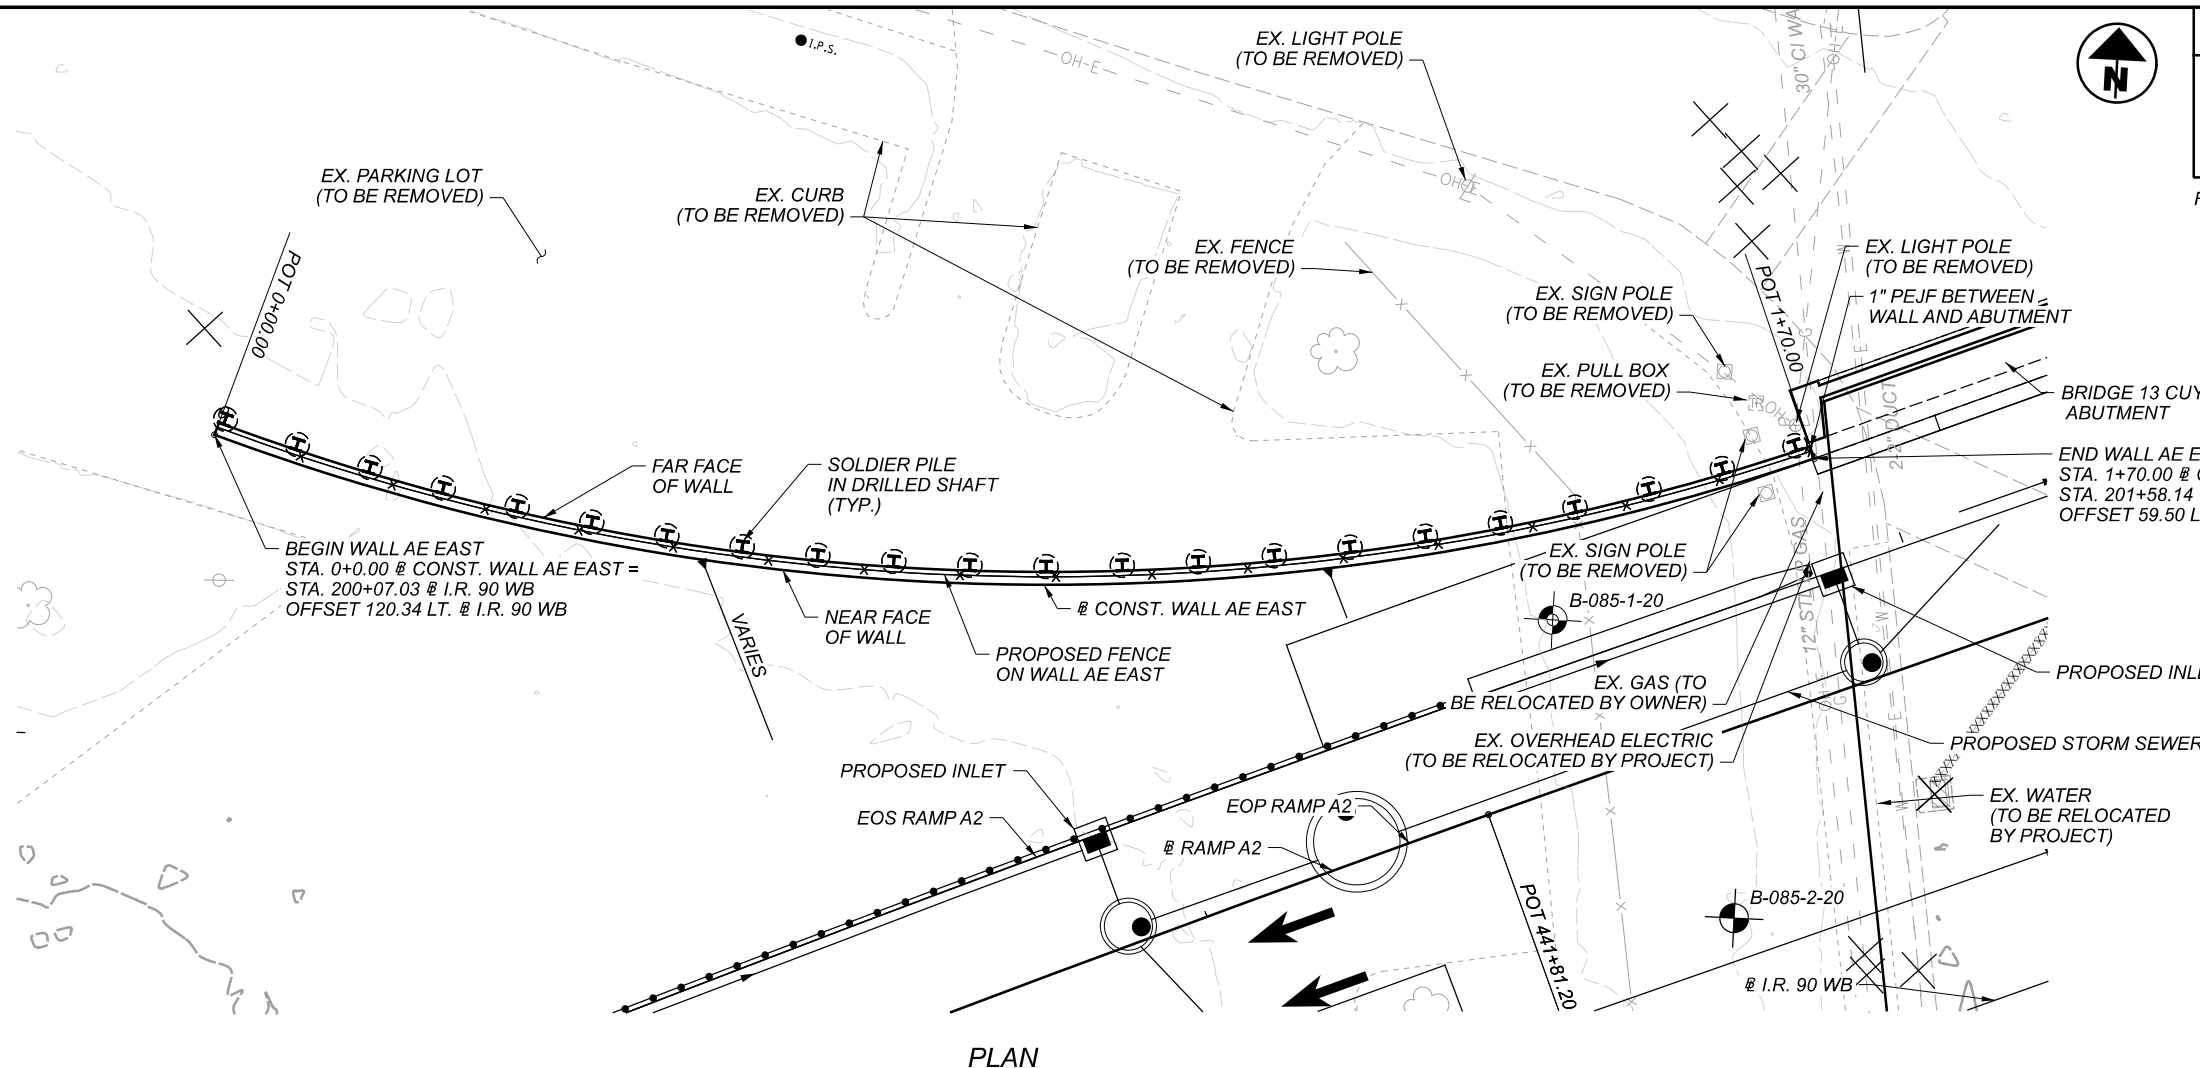 I.P.S.
EX. LIGHT POLE
(TO BE REMOVED)
OH-E
30" CI WA
OH-E
N
EX. PARKING LOT
(TO BE REMOVED)
EX. CURB
(TO BE REMOVED)
OH-E
EX. FENCE
(TO BE REMOVED)
EX. LIGHT POLE
(TO BE REMOVED)
POT 0+00.00
POT 1+70.00
EX. SIGN POLE
(TO BE REMOVED)
1" PEJF BETWEEN
WALL AND ABUTMENT
EX. PULL BOX
(TO BE REMOVED)
BRIDGE 13 CUY
ABUTMENT
2-2" DUCT
FAR FACE
OF WALL
SOLDIER PILE
IN DRILLED SHAFT
(TYP.)
END WALL AE E
STA. 1+70.00 ⅊
STA. 201+58.14
OFFSET 59.50 L
BEGIN WALL AE EAST
STA. 0+0.00 ⅊ CONST. WALL AE EAST =
STA. 200+07.03 ⅊ I.R. 90 WB
OFFSET 120.34 LT. ⅊ I.R. 90 WB
EX. SIGN POLE
(TO BE REMOVED)
B-085-1-20
NEAR FACE
OF WALL
⅊ CONST. WALL AE EAST
VARIES
PROPOSED FENCE
ON WALL AE EAST
PROPOSED INLE
EX. GAS (TO
BE RELOCATED BY OWNER)
EX. OVERHEAD ELECTRIC
(TO BE RELOCATED BY PROJECT)
PROPOSED STORM SEWER
PROPOSED INLET
EOS RAMP A2
EOP RAMP A2
⅊ RAMP A2
EX. WATER
(TO BE RELOCATED
BY PROJECT)
POT 441+81.20
B-085-2-20
⅊ I.R. 90 WB
PLAN